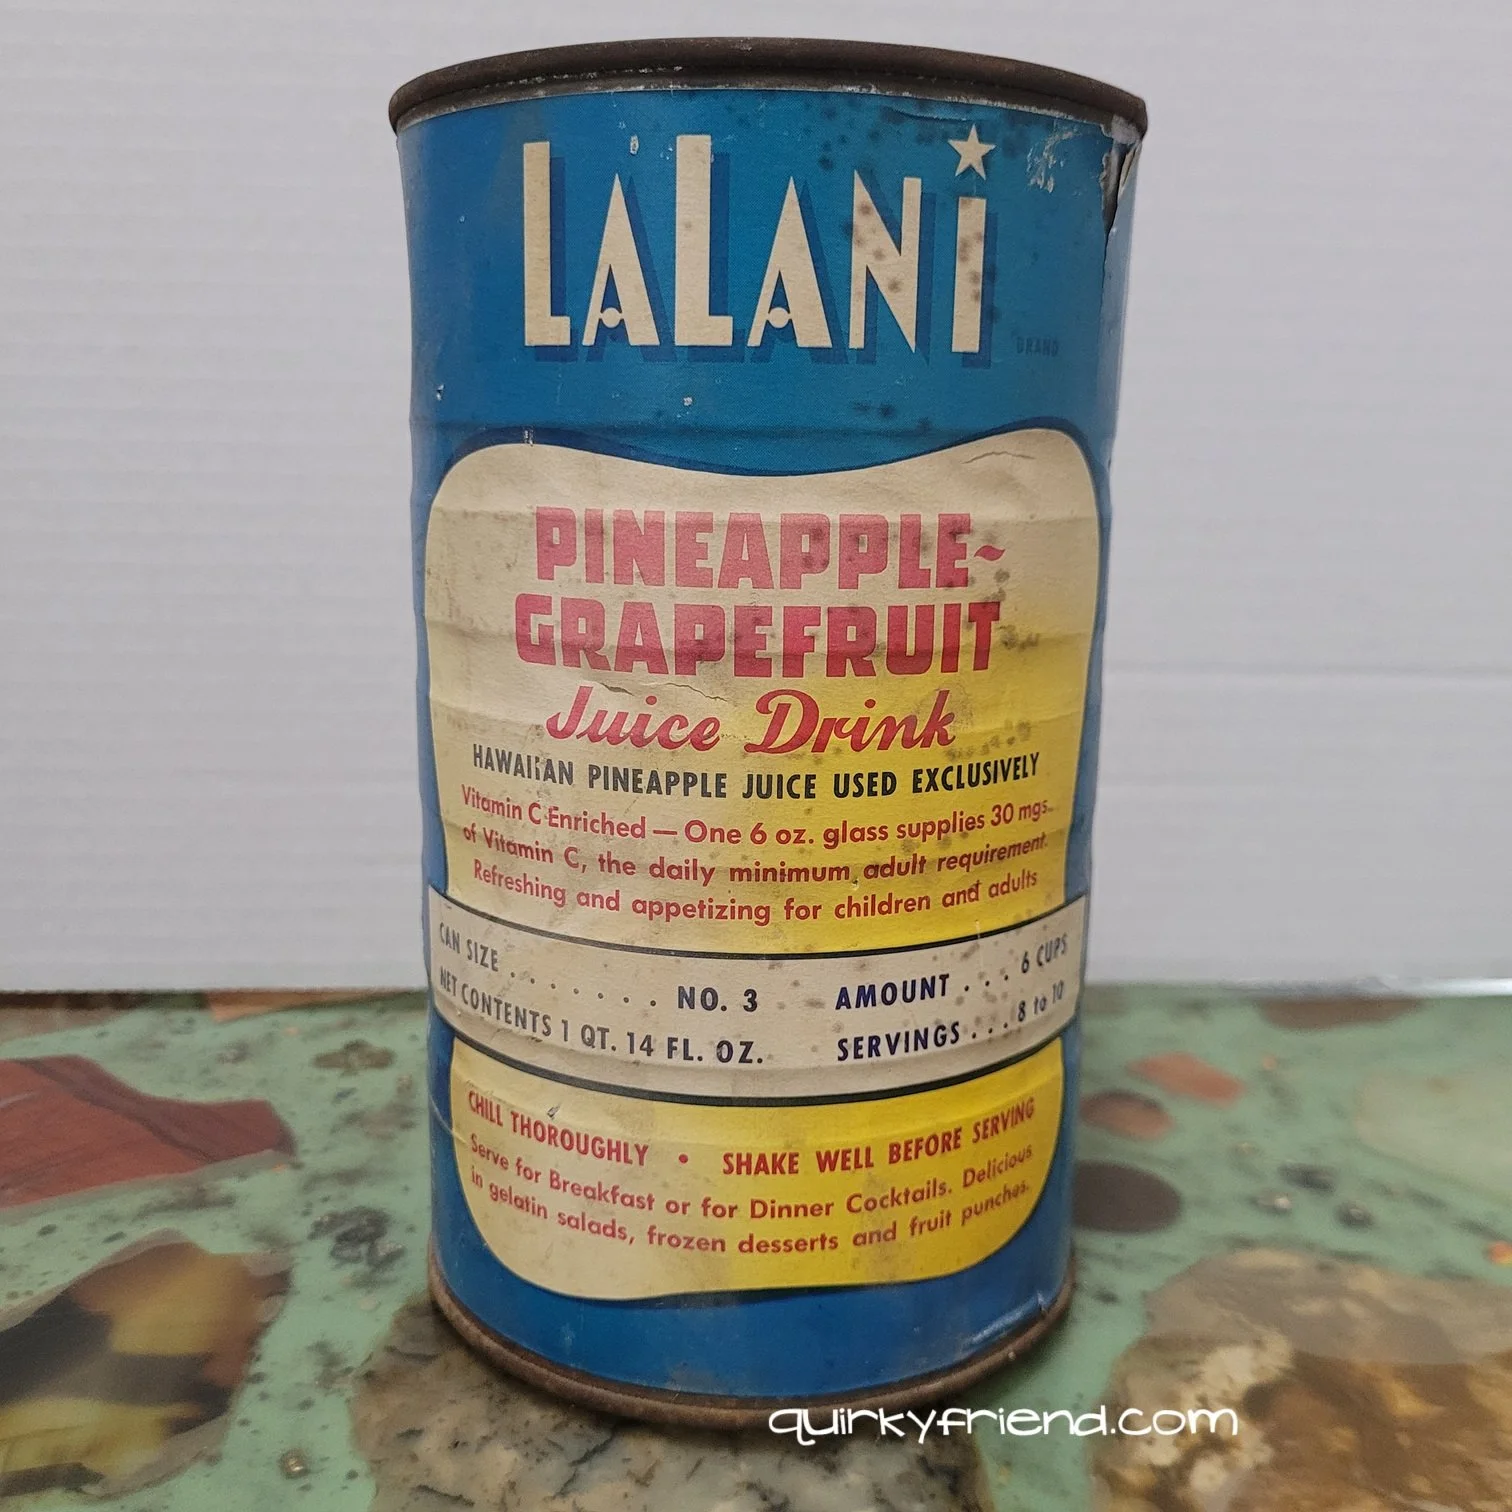 LALANI
BRAND
PINEAPPLE-
GRAPEFRUIT
Juice Drink
HAWAIIAN PINEAPPLE JUICE USED EXCLUSIVELY
Vitamin C Enriched — One 6 oz. glass supplies 30 mgs.
of Vitamin C, the daily minimum adult requirement.
Refreshing and appetizing for children and adults
CAN SIZE . . . . . . . NO. 3 AMOUNT . . . 6 CUPS
NET CONTENTS 1 QT. 14 FL. OZ. SERVINGS . . . 8 to 10
CHILL THOROUGHLY • SHAKE WELL BEFORE SERVING
Serve for Breakfast or for Dinner Cocktails. Delicious
in gelatin salads, frozen desserts and fruit punches.
quirkyfriend.com